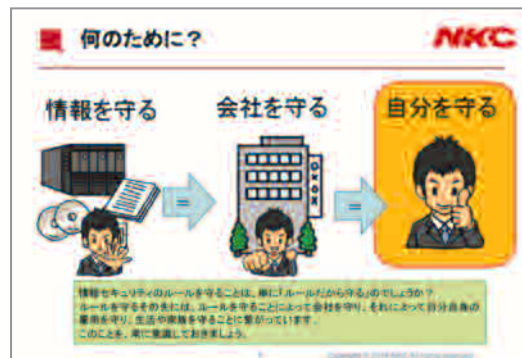 何のために？
NKC
情報を守る
会社を守る
自分を守る
=
=
情報セキュリティのルールを守ることは、単に「ルールだから守る」のでしょうか？
ルールを守るその先には、ルールを守ることによって会社を守り、それによって自分自身の
雇用を守り、生活や家族を守ることに繋がっています。
このことを、常に意識しておきましょう。